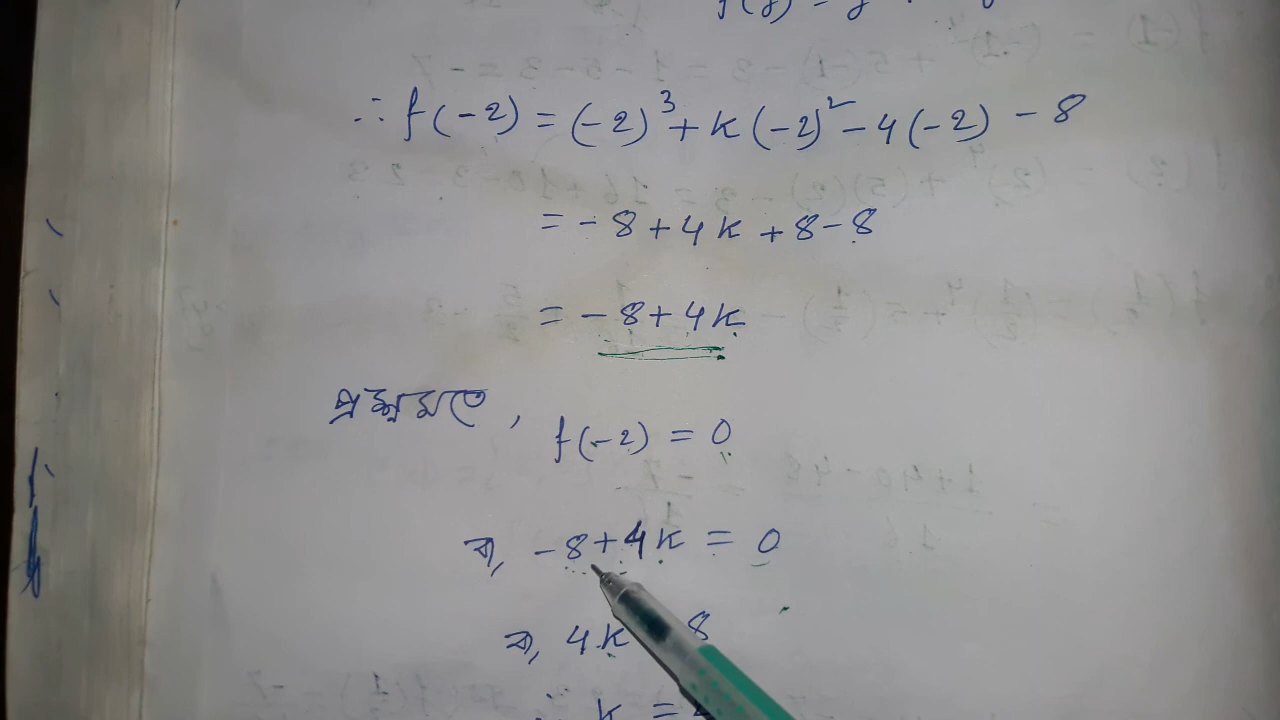 ∴ f(-2) = (-2)³ + k(-2)² - 4(-2) - 8
= -8 + 4k + 8 - 8
= -8 + 4k
প্রশ্নমতে,
f(-2) = 0
বা, -8 + 4k = 0
বা, 4k 8
∴ k =